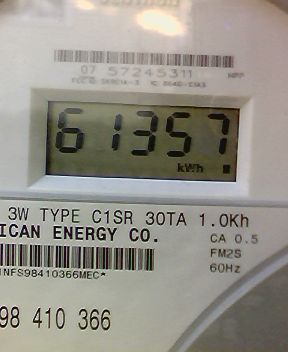 07 57245311
61357
kWh
3W TYPE C1SR 30TA 1.0Kh
ICAN ENERGY CO.
CA 0.5
FM2S
60Hz
INFS98410366MEC*
98 410 366